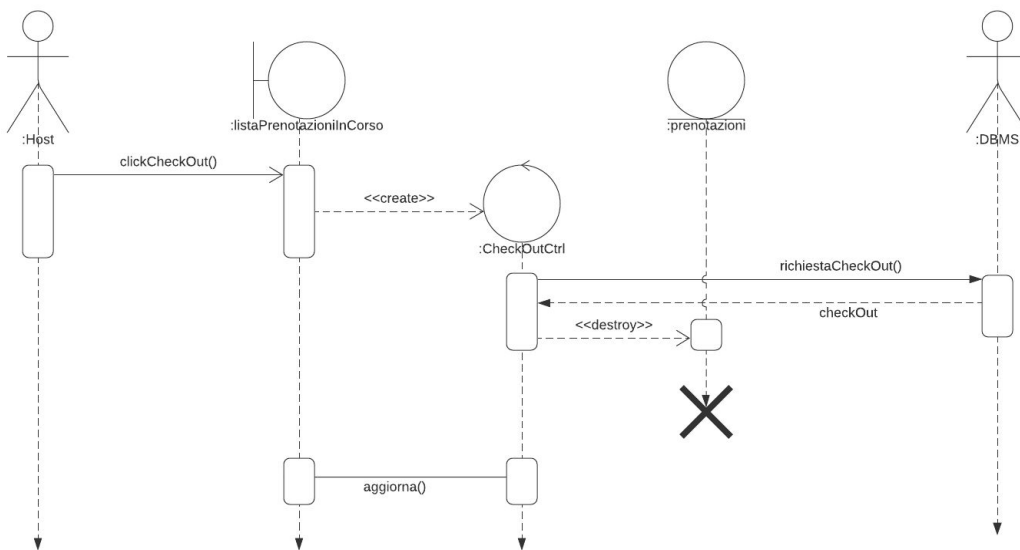 :Host
:listaPrenotazioniInCorso
:prenotazioni
:DBMS
clickCheckOut()
<<create>>
:CheckOutCtrl
richiestaCheckOut()
checkOut
<<destroy>>
aggiorna()